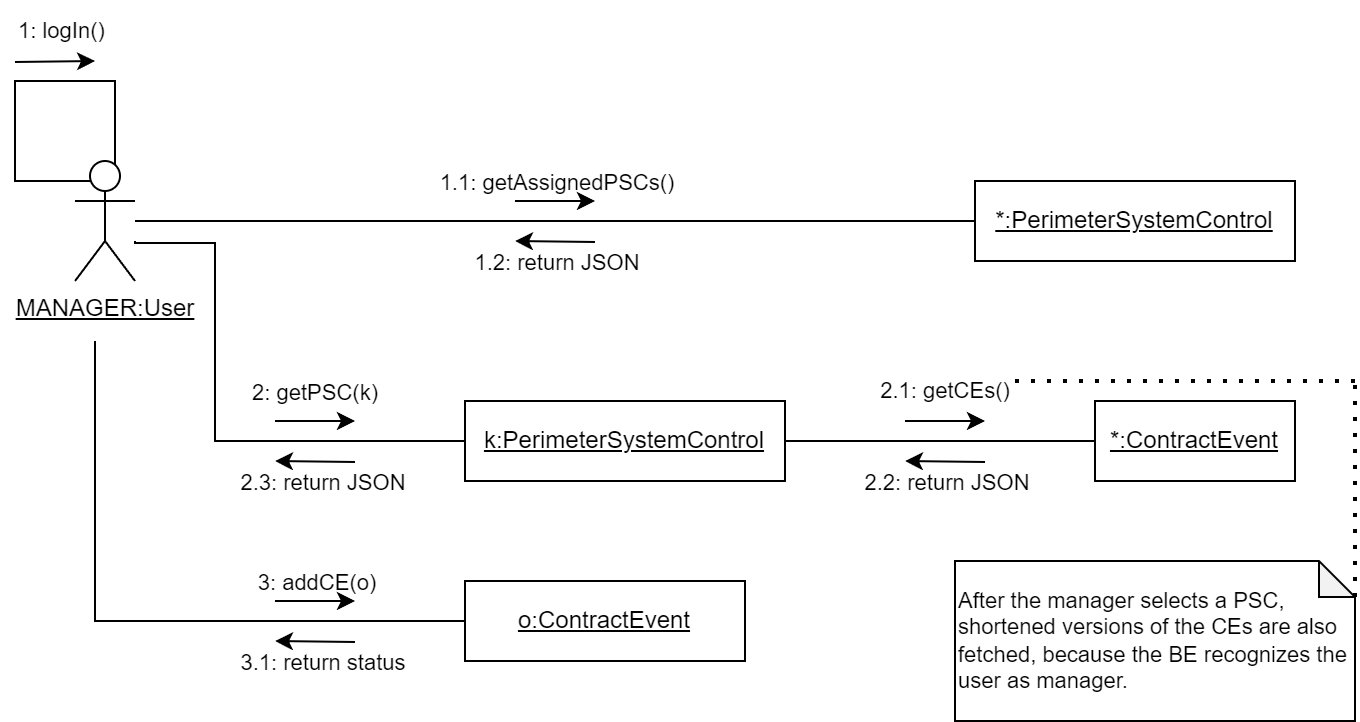 1: logIn()
1.1: getAssignedPSCs()
*:PerimeterSystemControl
1.2: return JSON
MANAGER:User
2: getPSC(k)
2.1: getCEs()
k:PerimeterSystemControl
*:ContractEvent
2.3: return JSON
2.2: return JSON
3: addCE(o)
o:ContractEvent
3.1: return status
After the manager selects a PSC,
shortened versions of the CEs are also
fetched, because the BE recognizes the
user as manager.